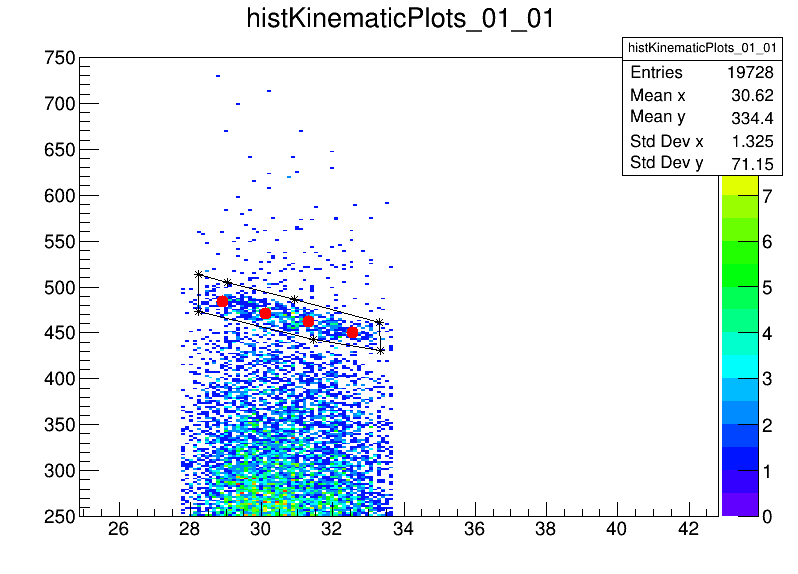 histKinematicPlots_01_01
histKinematicPlots_01_01
Entries 19728
Mean x 30.62
Mean y 334.4
Std Dev x 1.325
Std Dev y 71.15
750
700
650
600
550
500
450
400
350
300
250
26 28 30 32 34 36 38 40 42
7
6
5
4
3
2
1
0